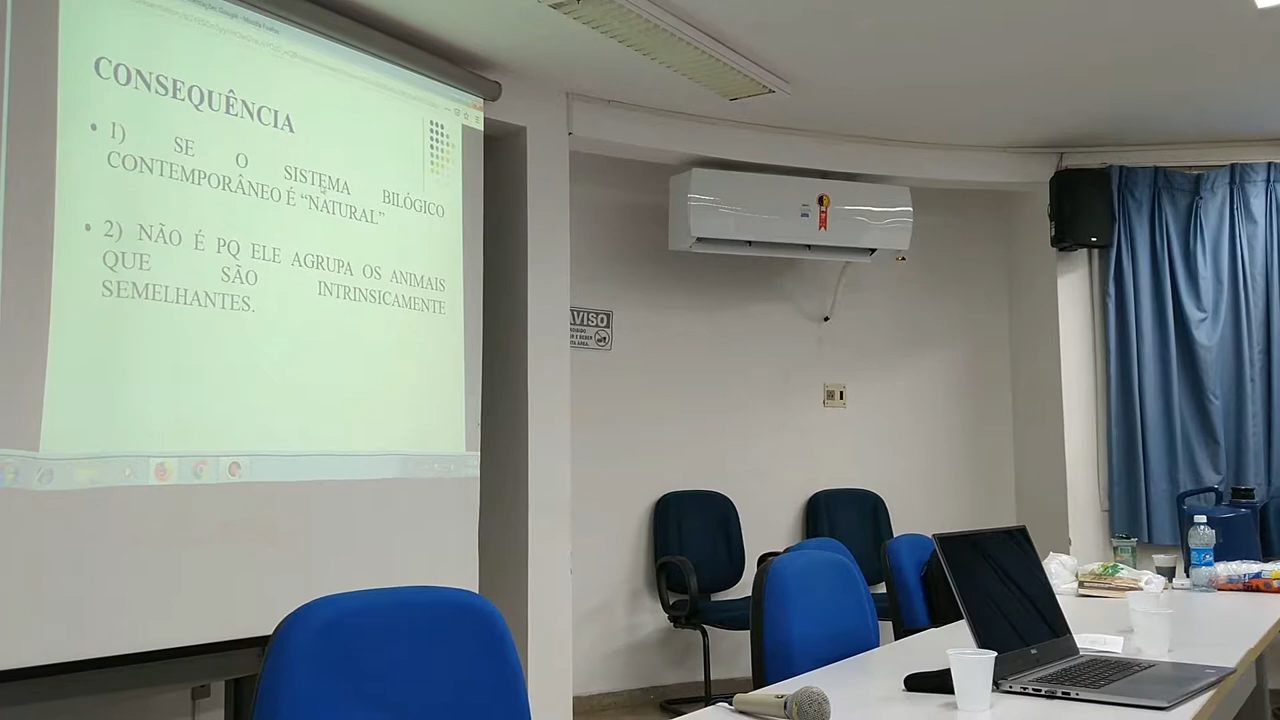 CONSEQUÊNCIA
• 1) SE O SISTEMA BILÓGICO
CONTEMPORÂNEO É “NATURAL”
• 2) NÃO É PQ ELE AGRUPA OS ANIMAIS
QUE SÃO INTRINSICAMENTE
SEMELHANTES.
AVISO